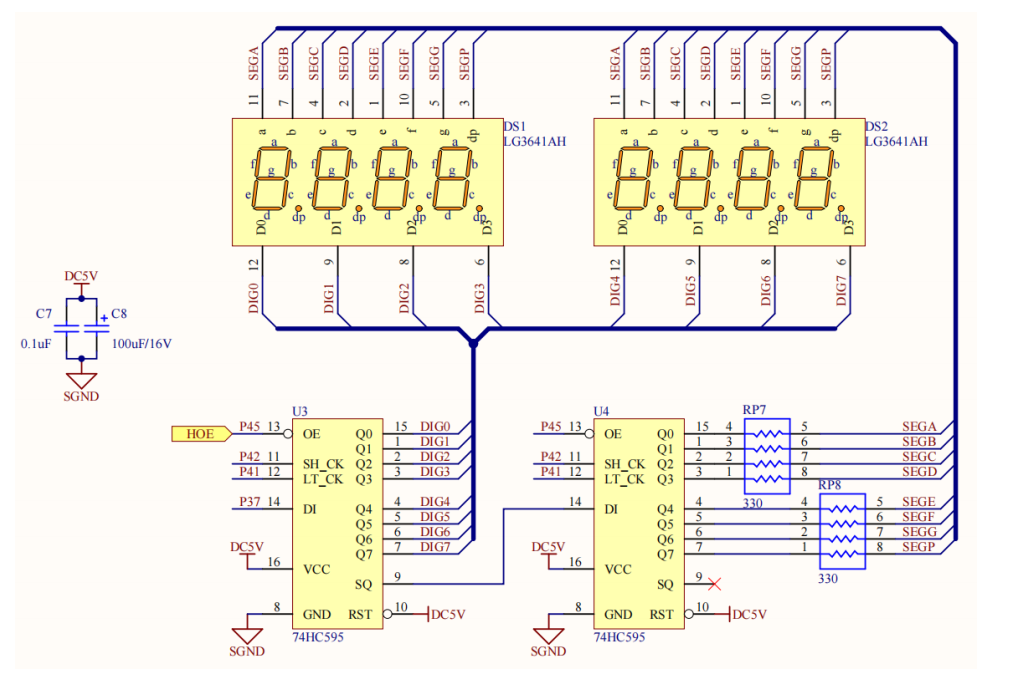 SEGA SEGB SEGC SEGD SEGE SEGF SEGG SEGP
SEGA SEGB SEGC SEGD SEGE SEGF SEGG SEGP
11 7 4 2 1 10 5 3
11 7 4 2 1 10 5 3
DS1
LG3641AH
DS2
LG3641AH
a b c d e f g dp
a b c d e f g dp
a a a a
f b f b f b f b
g g g g
e c e c e c e c
d dp d dp d dp d dp
a a a a
f b f b f b f b
g g g g
e c e c e c e c
d dp d dp d dp d dp
D0 D1 D2 D3
D0 D1 D2 D3
12 9 8 6
12 9 8 6
DIG0 DIG1 DIG2 DIG3
DIG4 DIG5 DIG6 DIG7
DC5V
C7 + C8
0.1uF 100uF/16V
SGND
U3
HOE P45 13 OE Q0 15 DIG0
Q1 1 DIG1
P42 11 SH_CK Q2 2 DIG2
P41 12 LT_CK Q3 3 DIG3
P37 14 DI Q4 4 DIG4
Q5 5 DIG5
Q6 6 DIG6
DC5V Q7 7 DIG7
16 VCC
SQ 9
8 GND RST 10 DC5V
SGND
74HC595
U4 RP7
P45 13 OE Q0 15 4 5 SEGA
Q1 1 3 6 SEGB
P42 11 SH_CK Q2 2 2 7 SEGC
P41 12 LT_CK Q3 3 1 8 SEGD
330 RP8
14 DI Q4 4 4 5 SEGE
Q5 5 3 6 SEGF
Q6 6 2 7 SEGG
DC5V Q7 7 1 8 SEGP
330
16 VCC
SQ 9
8 GND RST 10 DC5V
SGND
74HC595